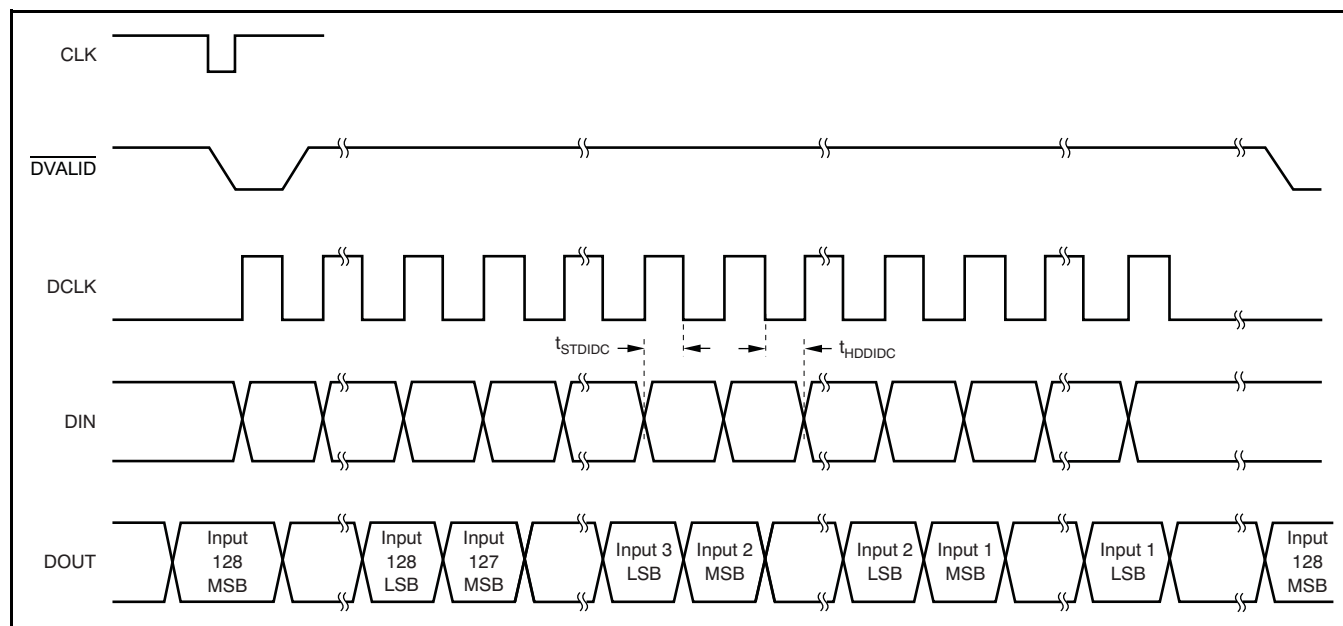 CLK
DVALID
DCLK
tSTDIDC
tHDDIDC
DIN
DOUT
Input
128
MSB
Input
128
LSB
Input
127
MSB
Input 3
LSB
Input 2
MSB
Input 2
LSB
Input 1
MSB
Input 1
LSB
Input
128
MSB